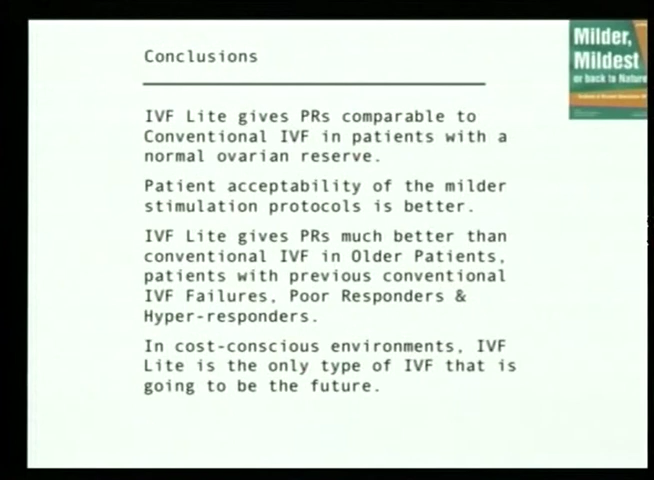 Conclusions
Milder,
Mildest
or back to Nature
IVF Lite gives PRs comparable to
Conventional IVF in patients with a
normal ovarian reserve.
Patient acceptability of the milder
stimulation protocols is better.
IVF Lite gives PRs much better than
conventional IVF in Older Patients,
patients with previous conventional
IVF Failures, Poor Responders &
Hyper-responders.
In cost-conscious environments, IVF
Lite is the only type of IVF that is
going to be the future.